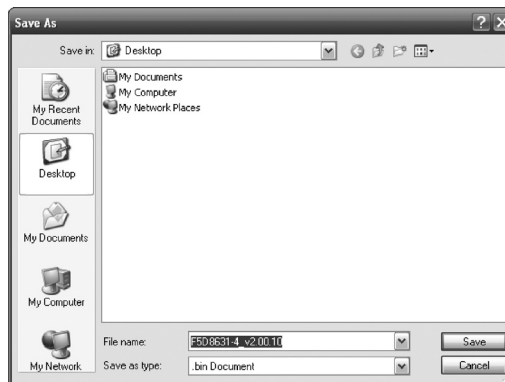 Save As
Save in:
Desktop
My Recent
Documents
Desktop
My Documents
My Computer
My Network
My Documents
My Computer
My Network Places
File name:
F5D8631-4_v2.00.10
Save
Save as type:
.bin Document
Cancel